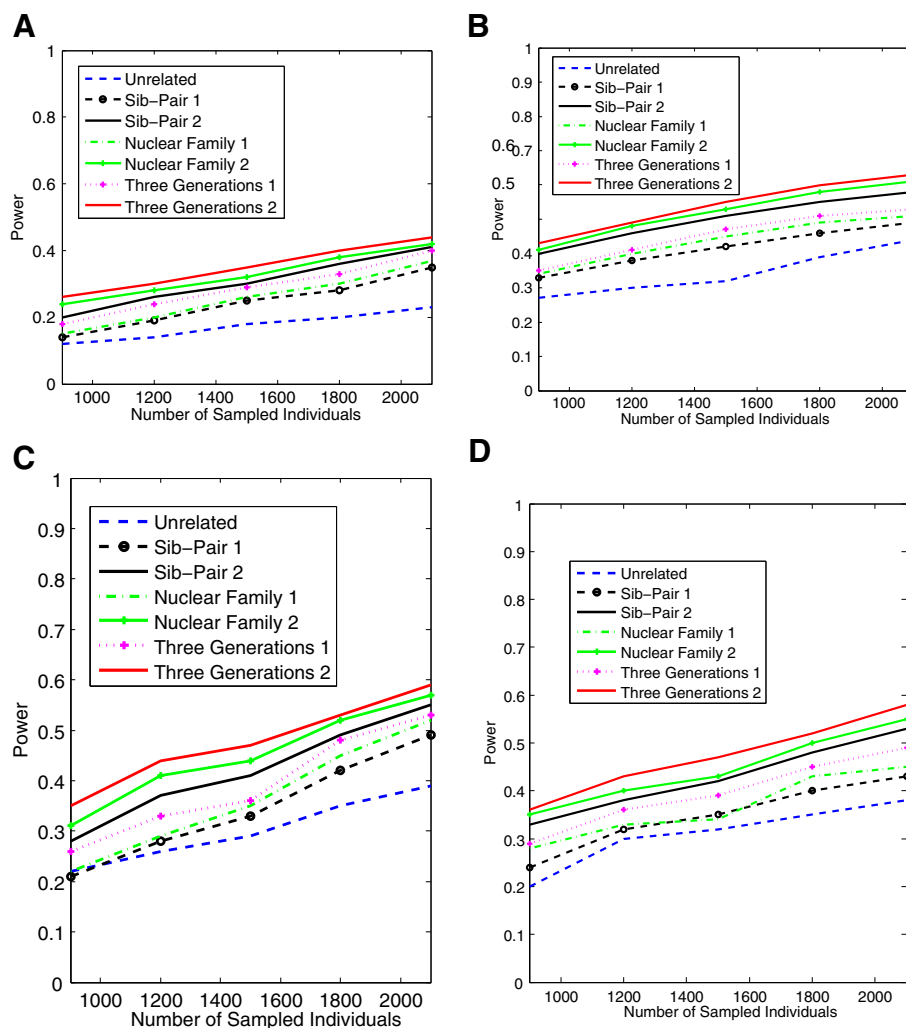 A
1
0.8
0.6
0.4
0.2
0
Power
Unrelated
Sib-Pair 1
Sib-Pair 2
Nuclear Family 1
Nuclear Family 2
Three Generations 1
Three Generations 2
1000 1200 1400 1600 1800 2000
Number of Sampled Individuals
B
1
0.9
0.8
0.7
0.6
0.5
0.4
0.3
0.2
0.1
0
Power
Unrelated
Sib-Pair 1
Sib-Pair 2
Nuclear Family 1
Nuclear Family 2
Three Generations 1
Three Generations 2
1000 1200 1400 1600 1800 2000
Number of Sampled Individuals
C
1
0.9
0.8
0.7
0.6
0.5
0.4
0.3
0.2
0.1
0
Power
Unrelated
Sib-Pair 1
Sib-Pair 2
Nuclear Family 1
Nuclear Family 2
Three Generations 1
Three Generations 2
1000 1200 1400 1600 1800 2000
Number of Sampled Individuals
D
1
0.9
0.8
0.7
0.6
0.5
0.4
0.3
0.2
0.1
0
Power
Unrelated
Sib-Pair 1
Sib-Pair 2
Nuclear Family 1
Nuclear Family 2
Three Generations 1
Three Generations 2
1000 1200 1400 1600 1800 2000
Number of Sampled Individuals